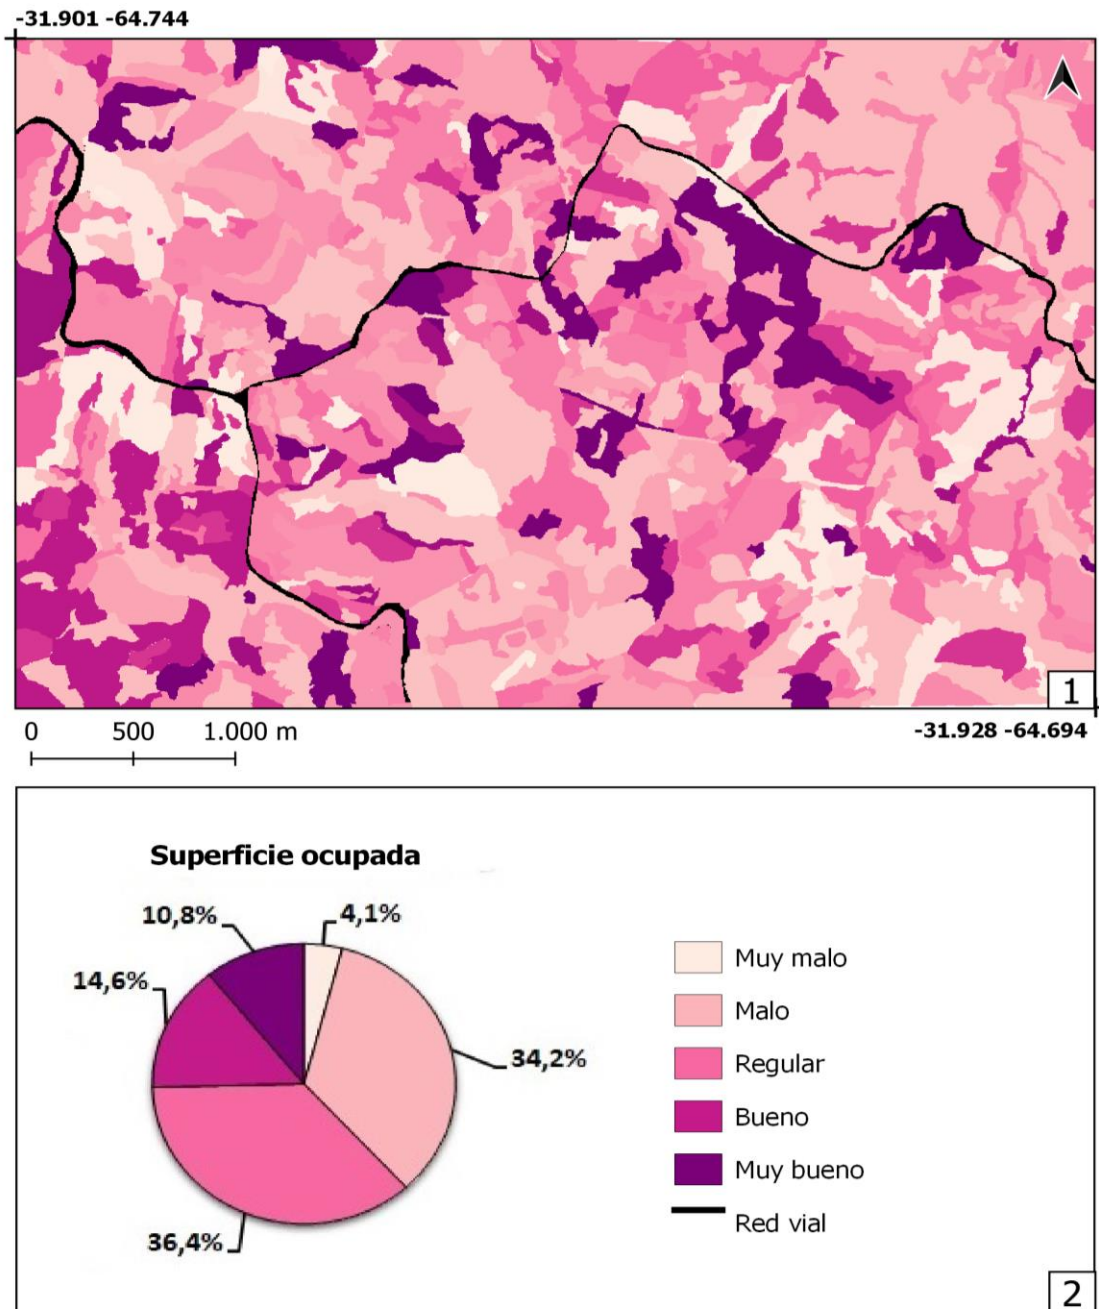 -31.901 -64.744
1
0 500 1.000 m
-31.928 -64.694
Superficie ocupada
10,8%
4,1%
14,6%
34,2%
36,4%
Muy malo
Malo
Regular
Bueno
Muy bueno
Red vial
2